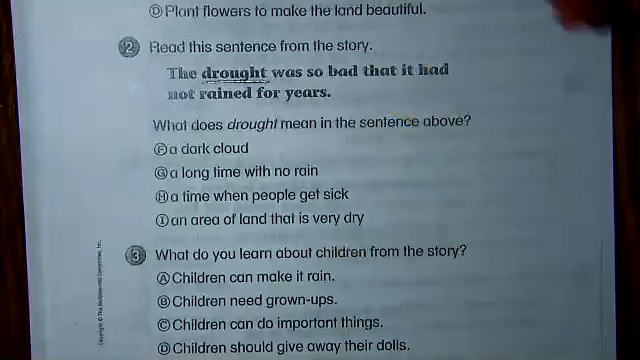 Ⓓ Plant flowers to make the land beautiful.
2 Read this sentence from the story.
The drought was so bad that it had
not rained for years.
What does drought mean in the sentence above?
Ⓕ a dark cloud
Ⓖ a long time with no rain
Ⓗ a time when people get sick
Ⓘ an area of land that is very dry
3 What do you learn about children from the story?
Ⓐ Children can make it rain.
Ⓑ Children need grown-ups.
Ⓒ Children can do important things.
Ⓓ Children should give away their dolls.
Copyright © The McGraw-Hill Companies, Inc.